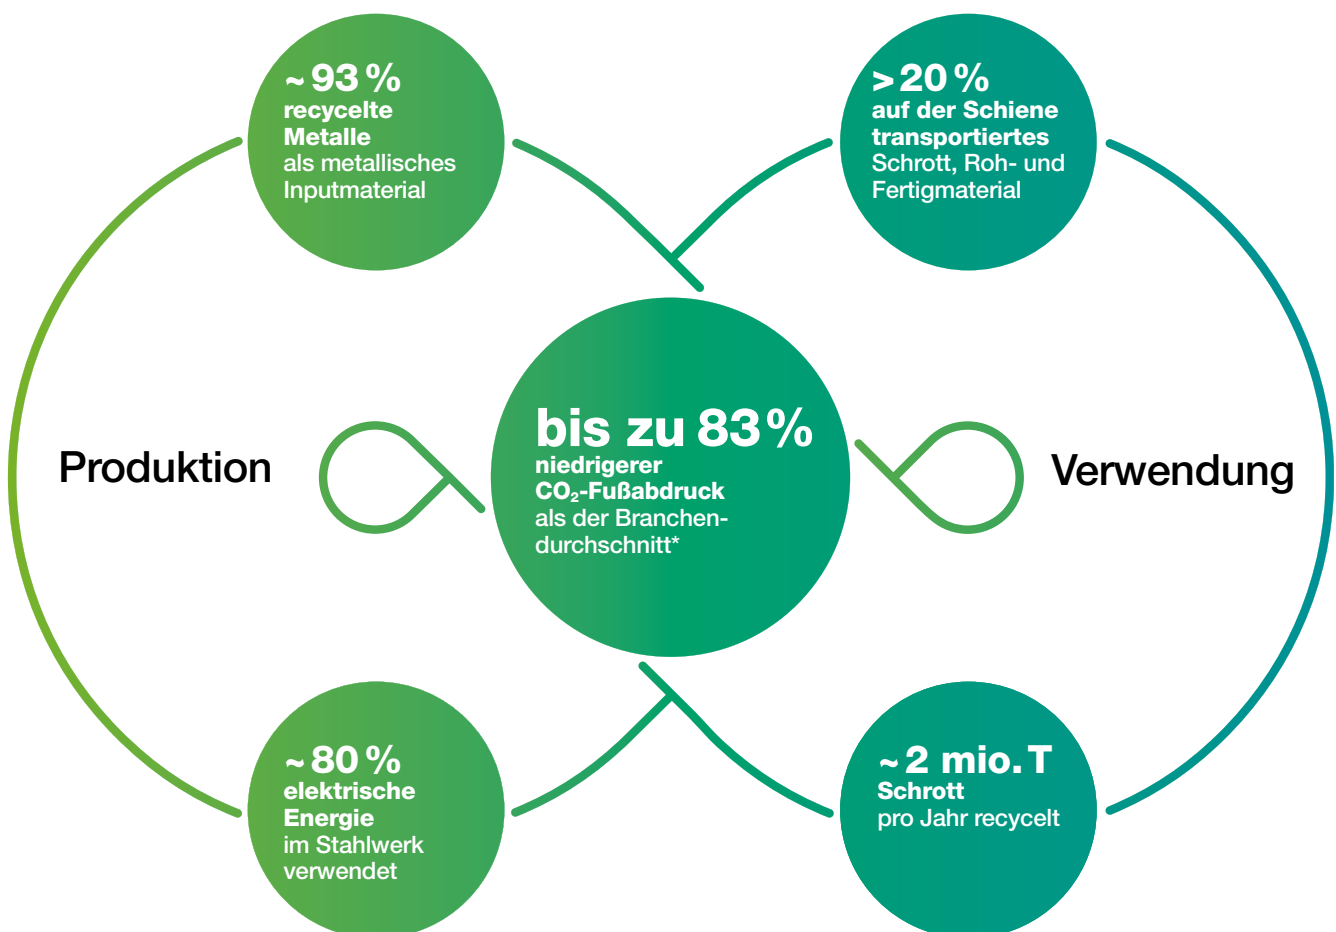 ~ 93 %
recycelte
Metalle
als metallisches
Inputmaterial
> 20 %
auf der Schiene
transportiertes
Schrott, Roh- und
Fertigmaterial
Produktion
bis zu 83 %
niedrigerer
CO₂-Fußabdruck
als der Branchen-
durchschnitt*
Verwendung
~ 80 %
elektrische
Energie
im Stahlwerk
verwendet
~ 2 mio. T
Schrott
pro Jahr recycelt